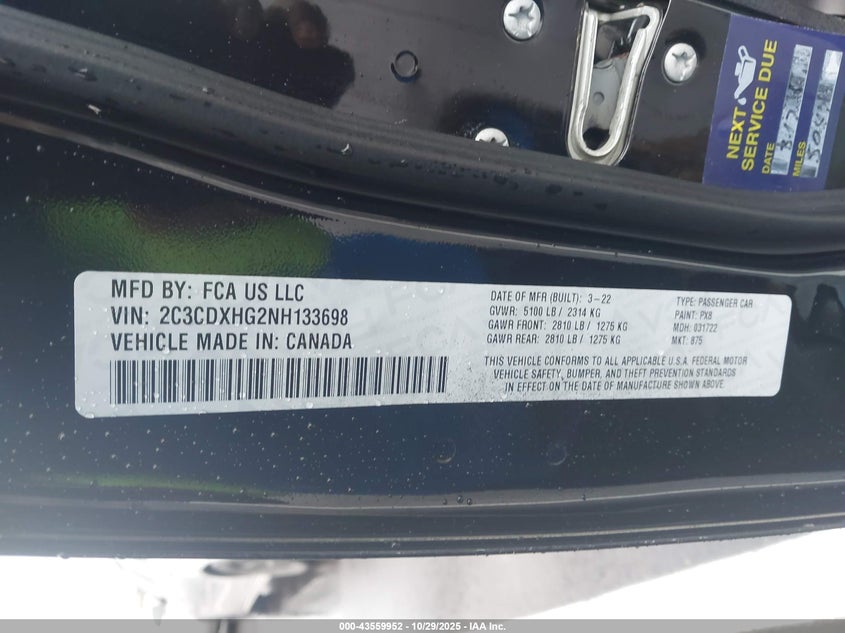 NEXT
SERVICE DUE
DATE
MILES
MFD BY: FCA US LLC
VIN: 2C3CDXHG2NH133698
VEHICLE MADE IN: CANADA
DATE OF MFR (BUILT): 3-22
GVWR: 5100 LB / 2314 KG
GAWR FRONT: 2810 LB / 1275 KG
GAWR REAR: 2810 LB / 1275 KG
TYPE: PASSENGER CAR
PAINT: PX8
MDH: 031722
MKT: 875
THIS VEHICLE CONFORMS TO ALL APPLICABLE U.S.A. FEDERAL MOTOR
VEHICLE SAFETY, BUMPER, AND THEFT PREVENTION STANDARDS
IN EFFECT ON THE DATE OF MANUFACTURE SHOWN ABOVE.
000-43559952 - 10/29/2025 - IAA Inc.